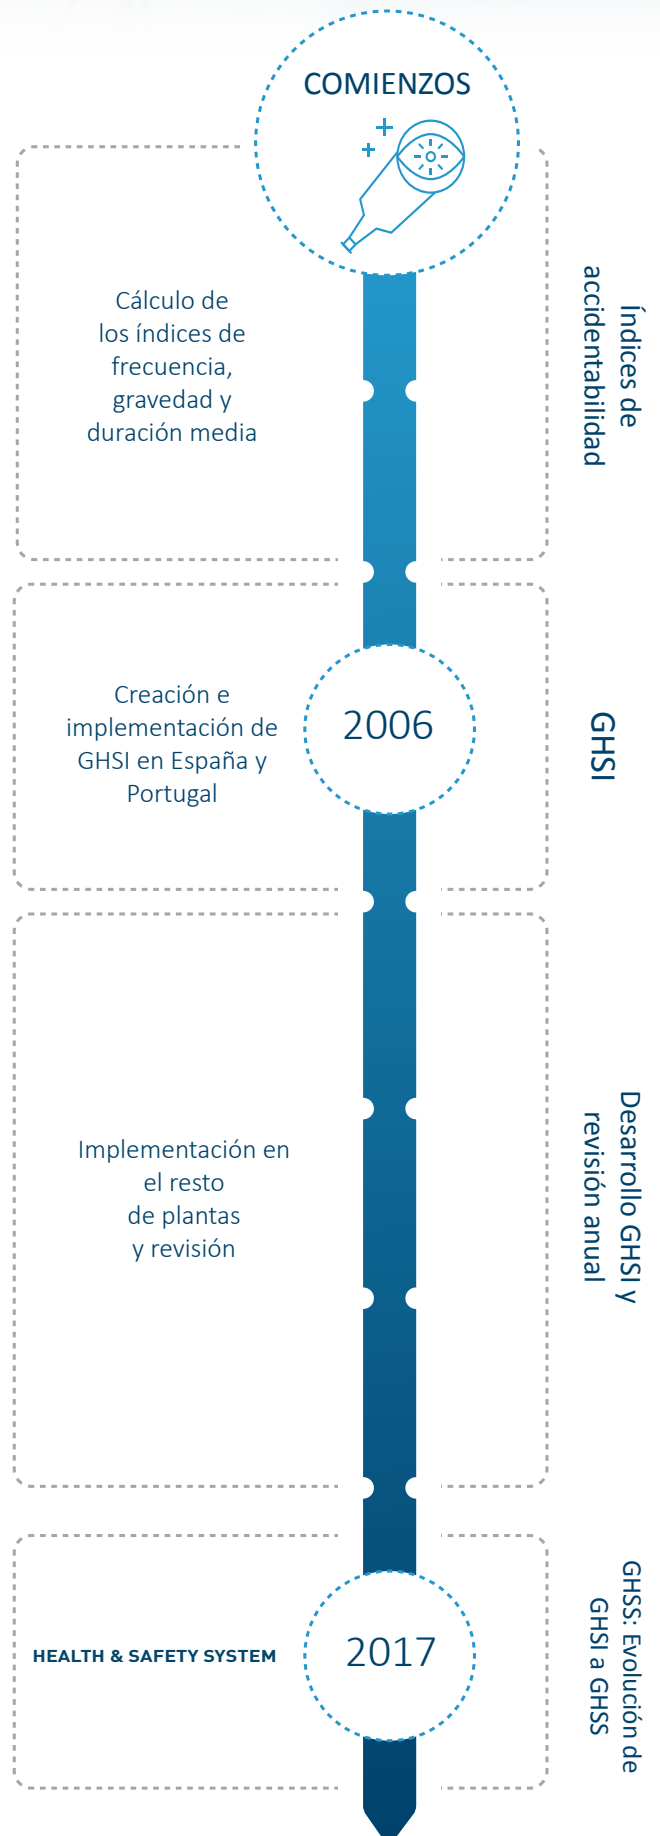 COMIENZOS
Cálculo de
los índices de
frecuencia,
gravedad y
duración media
Índices de
accidentabilidad
Creación e
implementación de
GHSI en España y
Portugal
2006
GHSI
Implementación en
el resto
de plantas
y revisión
Desarrollo GHSI y
revisión anual
HEALTH & SAFETY SYSTEM
2017
GHSS: Evolución de
GHSI a GHSS